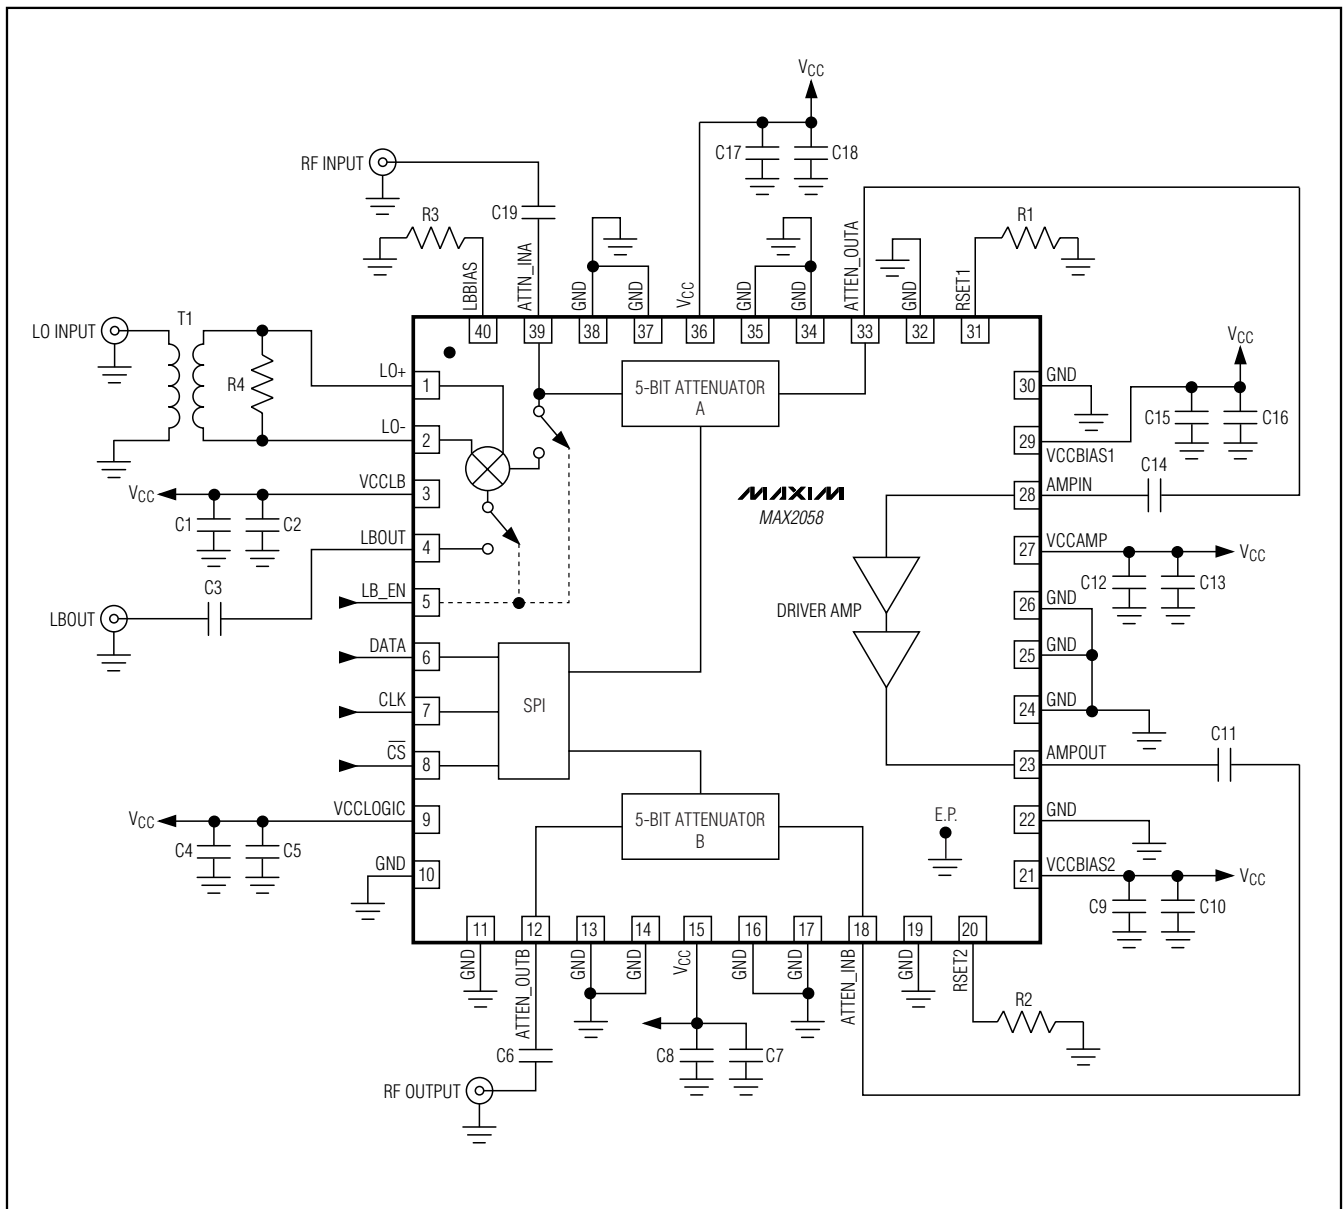 VCC
C17
C18
RF INPUT
C19
R3
R1
LBBIAS
ATTN_INA
GND
GND
VCC
GND
GND
ATTEN_OUTA
GND
RSET1
40
39
38
37
36
35
34
33
32
31
LO INPUT
T1
R4
LO+
1
LO-
2
VCC
VCCLB
3
C1
C2
LBOUT
4
C3
LBOUT
LB_EN
5
DATA
6
CLK
7
CS
8
VCC
VCCLOGIC
9
C4
C5
GND
10
5-BIT ATTENUATOR
A
MAXIM
MAX2058
DRIVER AMP
SPI
5-BIT ATTENUATOR
B
E.P.
30
GND
VCC
C15
C16
29
VCCBIAS1
C14
28
AMPIN
27
VCCAMP
VCC
C12
C13
26
GND
25
GND
24
GND
C11
23
AMPOUT
22
GND
21
VCCBIAS2
VCC
C9
C10
11
12
13
14
15
16
17
18
19
20
GND
ATTEN_OUTB
GND
GND
VCC
GND
GND
ATTEN_INB
GND
RSET2
R2
C6
C8
C7
RF OUTPUT